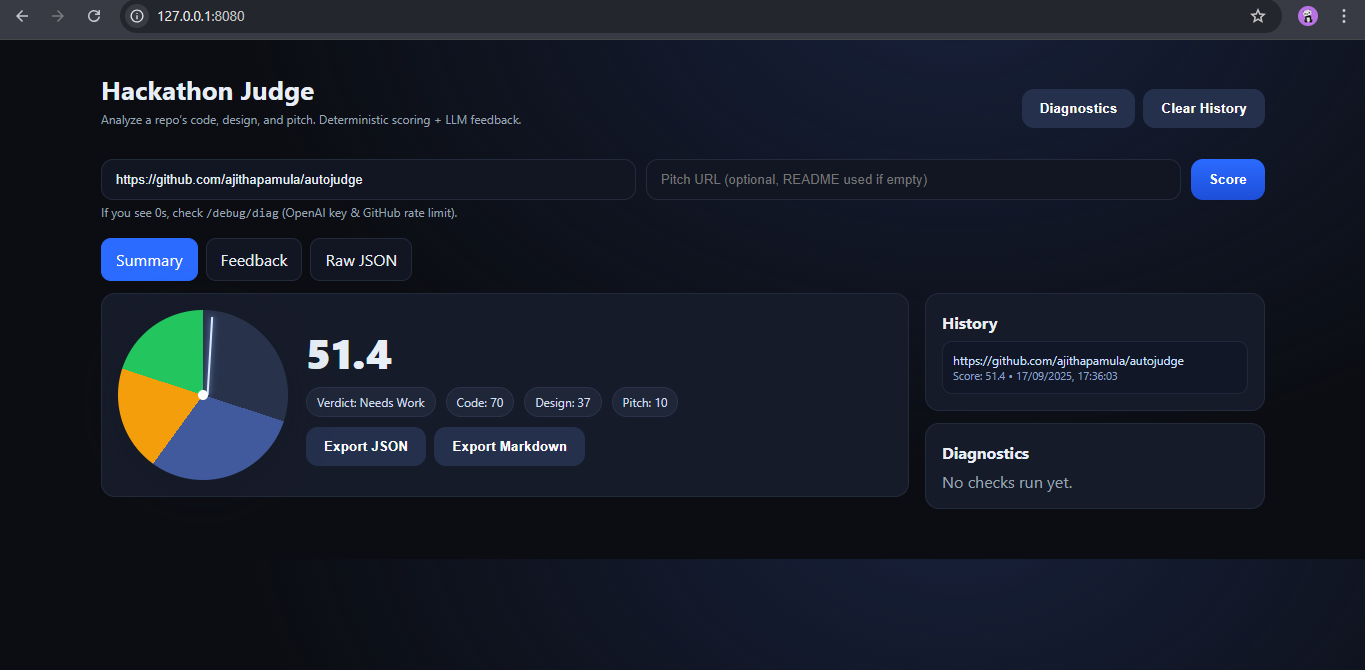 127.0.0.1:8080
Hackathon Judge
Analyze a repo's code, design, and pitch. Deterministic scoring + LLM feedback.
Diagnostics
Clear History
https://github.com/ajithapamula/autojudge
Pitch URL (optional, README used if empty)
Score
If you see 0s, check /debug/diag (OpenAI key & GitHub rate limit).
Summary
Feedback
Raw JSON
51.4
Verdict: Needs Work
Code: 70
Design: 37
Pitch: 10
Export JSON
Export Markdown
History
https://github.com/ajithapamula/autojudge
Score: 51.4 • 17/09/2025, 17:36:03
Diagnostics
No checks run yet.